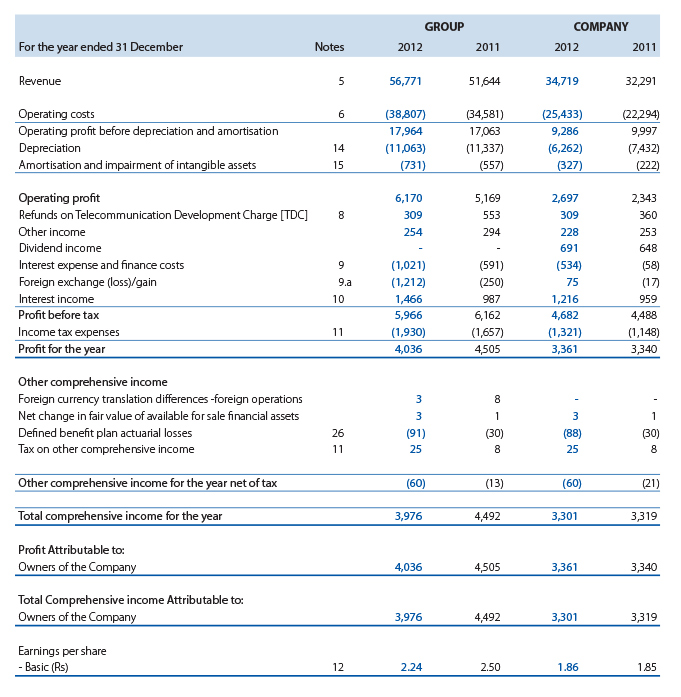 GROUP COMPANY
For the year ended 31 December Notes 2012 2011 2012 2011
Revenue 5 56,771 51,644 34,719 32,291
Operating costs 6 (38,807) (34,581) (25,433) (22,294)
Operating profit before depreciation and amortisation 17,964 17,063 9,286 9,997
Depreciation 14 (11,063) (11,337) (6,262) (7,432)
Amortisation and impairment of intangible assets 15 (731) (557) (327) (222)
Operating profit 6,170 5,169 2,697 2,343
Refunds on Telecommunication Development Charge [TDC] 8 309 553 309 360
Other income 254 294 228 253
Dividend income - - 691 648
Interest expense and finance costs 9 (1,021) (591) (534) (58)
Foreign exchange (loss)/gain 9.a (1,212) (250) 75 (17)
Interest income 10 1,466 987 1,216 959
Profit before tax 5,966 6,162 4,682 4,488
Income tax expenses 11 (1,930) (1,657) (1,321) (1,148)
Profit for the year 4,036 4,505 3,361 3,340
Other comprehensive income
Foreign currency translation differences -foreign operations 3 8 - -
Net change in fair value of available for sale financial assets 3 1 3 1
Defined benefit plan actuarial losses 26 (91) (30) (88) (30)
Tax on other comprehensive income 11 25 8 25 8
Other comprehensive income for the year net of tax (60) (13) (60) (21)
Total comprehensive income for the year 3,976 4,492 3,301 3,319
Profit Attributable to:
Owners of the Company 4,036 4,505 3,361 3,340
Total Comprehensive income Attributable to:
Owners of the Company 3,976 4,492 3,301 3,319
Earnings per share
- Basic (Rs) 12 2.24 2.50 1.86 1.85